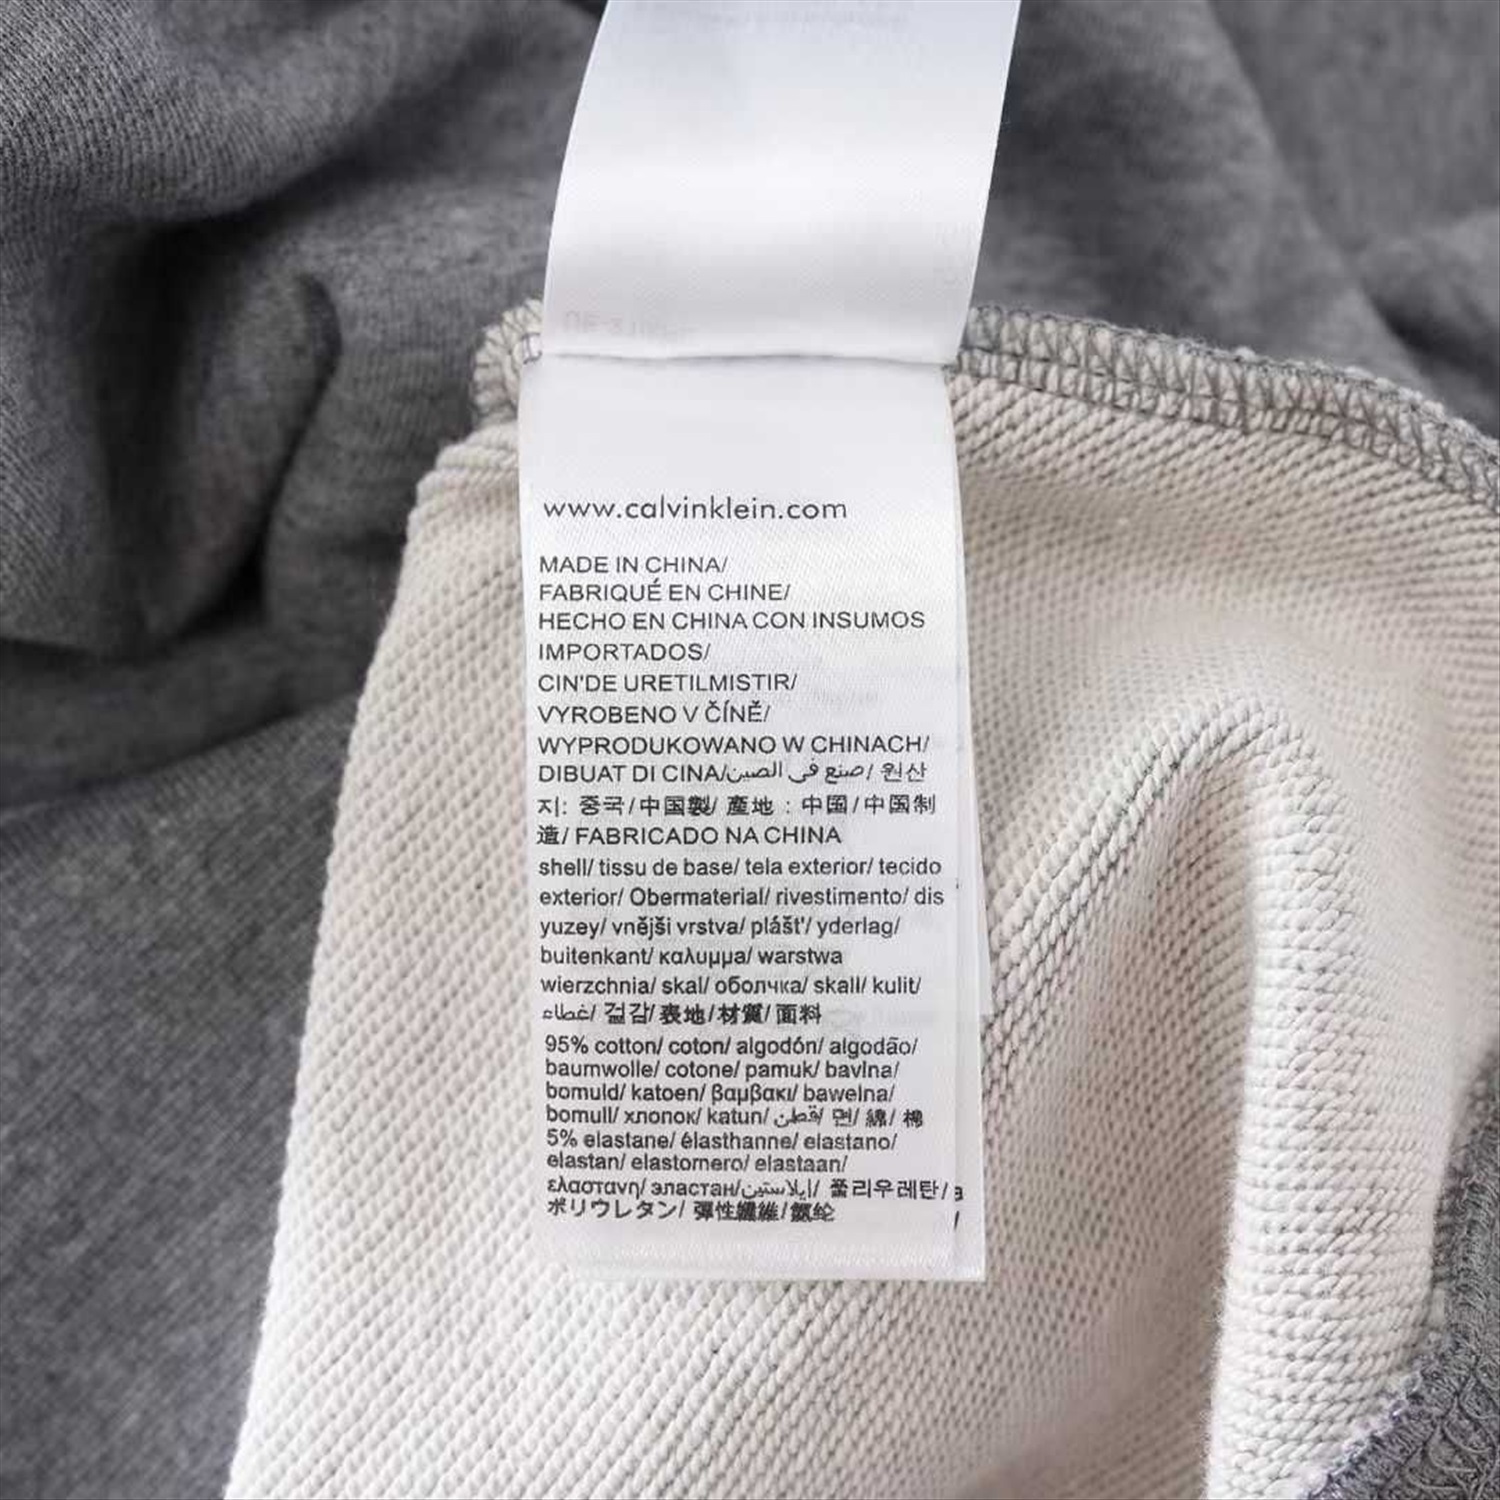 www.calvinklein.com
MADE IN CHINA/
FABRIQUÉ EN CHINE/
HECHO EN CHINA CON INSUMOS
IMPORTADOS/
CIN'DE URETILMISTIR/
VYROBENO V ČÍNĚ/
WYPRODUKOWANO W CHINACH/
DIBUAT DI CINA/صنع في الصين/ 원산
지: 중국/中国製/ 產地 : 中国/中国制
造/ FABRICADO NA CHINA
shell/ tissu de base/ tela exterior/ tecido
exterior/ Obermaterial/ rivestimento/ dis
yuzey/ vnější vrstva/ plášt'/ yderlag/
buitenkant/ καλυμμα/ warstwa
wierzchnia/ skal/ оболчка/ skall/ kulit/
غطاء/ 겉감/表地/材質/面料
95% cotton/ coton/ algodón/ algodão/
baumwolle/ cotone/ pamuk/ bavlna/
bomuld/ katoen/ βαμβακι/ bawelna/
bomull/ хлопок/ katun/ قطن/ 면/ 綿/ 棉
5% elastane/ élasthanne/ elastano/
elastan/ elastomero/ elastaan/
ελαστανη/ эластан/إيلاستين/ 폴리우레탄/
ポリウレタン/ 彈性纖維/氨纶